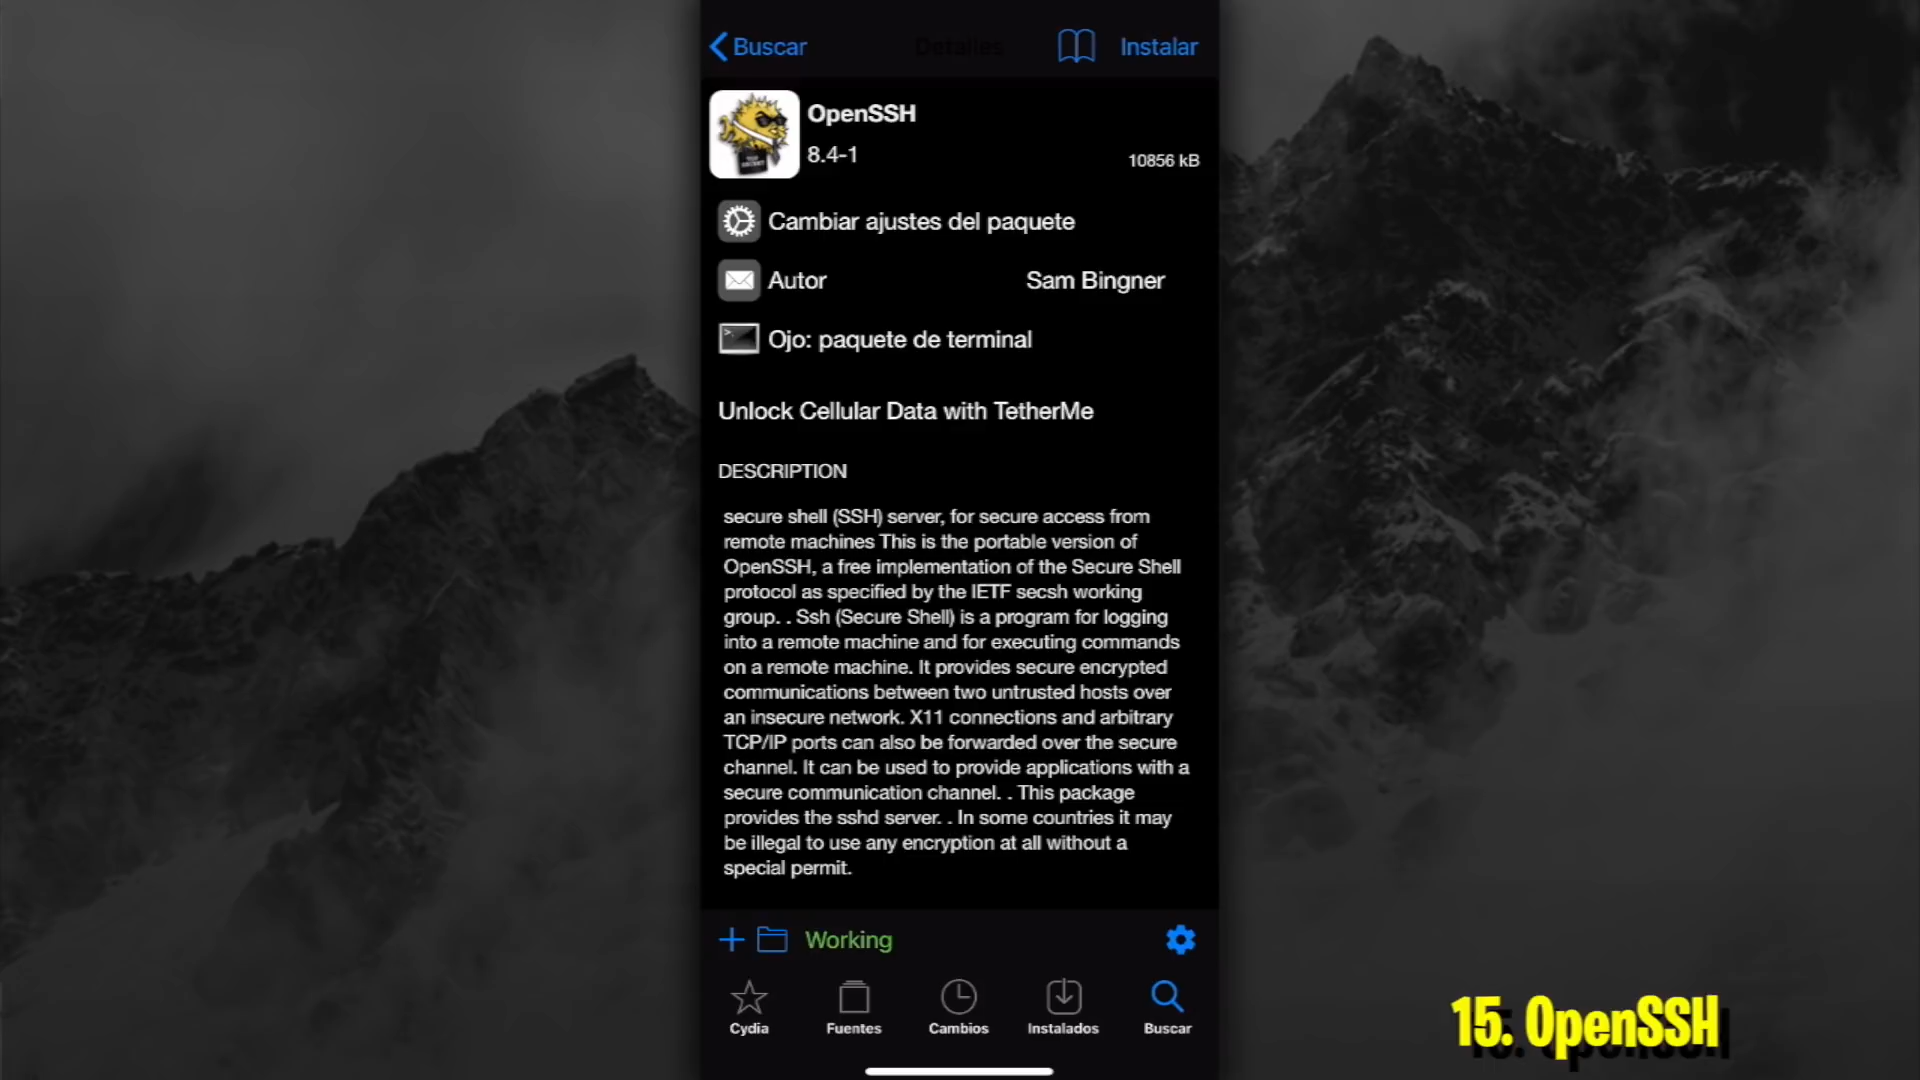 Buscar
Detalles
Instalar
OpenSSH
8.4-1
10856 kB
Cambiar ajustes del paquete
Autor
Sam Bingner
Ojo: paquete de terminal
Unlock Cellular Data with TetherMe
DESCRIPTION
secure shell (SSH) server, for secure access from
remote machines This is the portable version of
OpenSSH, a free implementation of the Secure Shell
protocol as specified by the IETF secsh working
group. . Ssh (Secure Shell) is a program for logging
into a remote machine and for executing commands
on a remote machine. It provides secure encrypted
communications between two untrusted hosts over
an insecure network. X11 connections and arbitrary
TCP/IP ports can also be forwarded over the secure
channel. It can be used to provide applications with a
secure communication channel. . This package
provides the sshd server. . In some countries it may
be illegal to use any encryption at all without a
special permit.
Working
Cydia
Fuentes
Cambios
Instalados
Buscar
15. OpenSSH